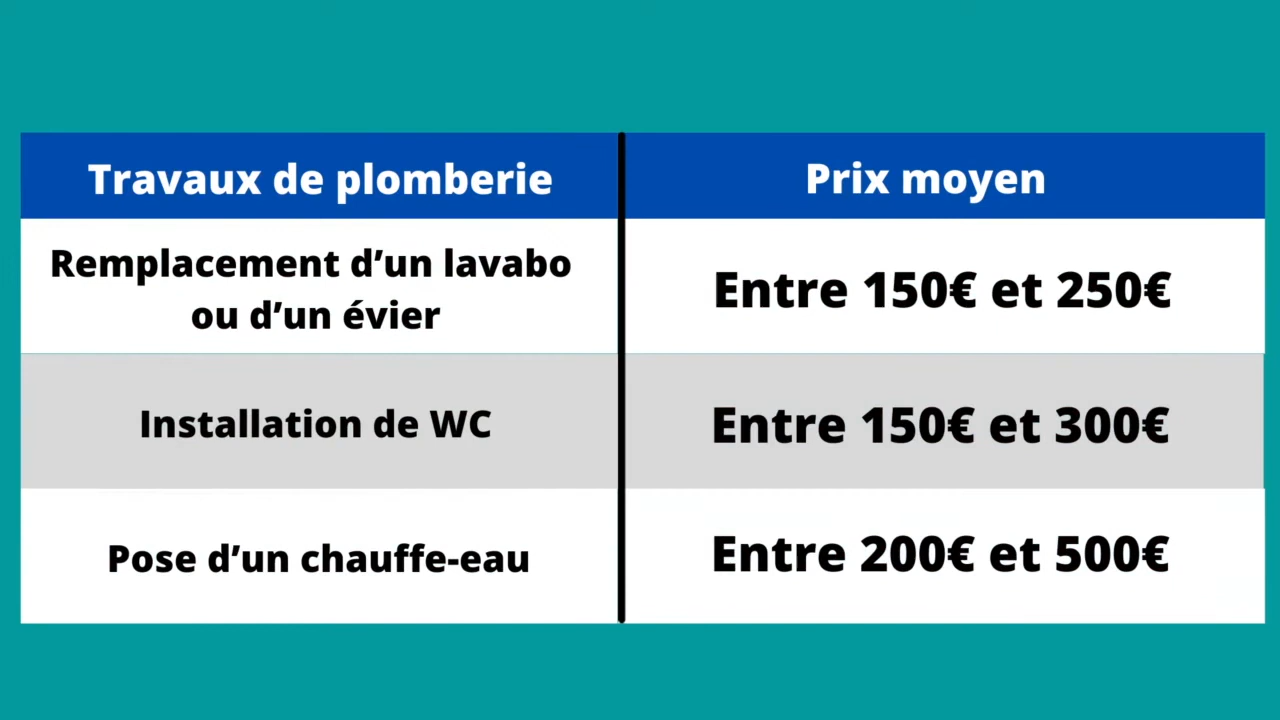 Travaux de plomberie
Prix moyen
Remplacement d’un lavabo
ou d’un évier
Entre 150€ et 250€
Installation de WC
Entre 150€ et 300€
Pose d’un chauffe-eau
Entre 200€ et 500€